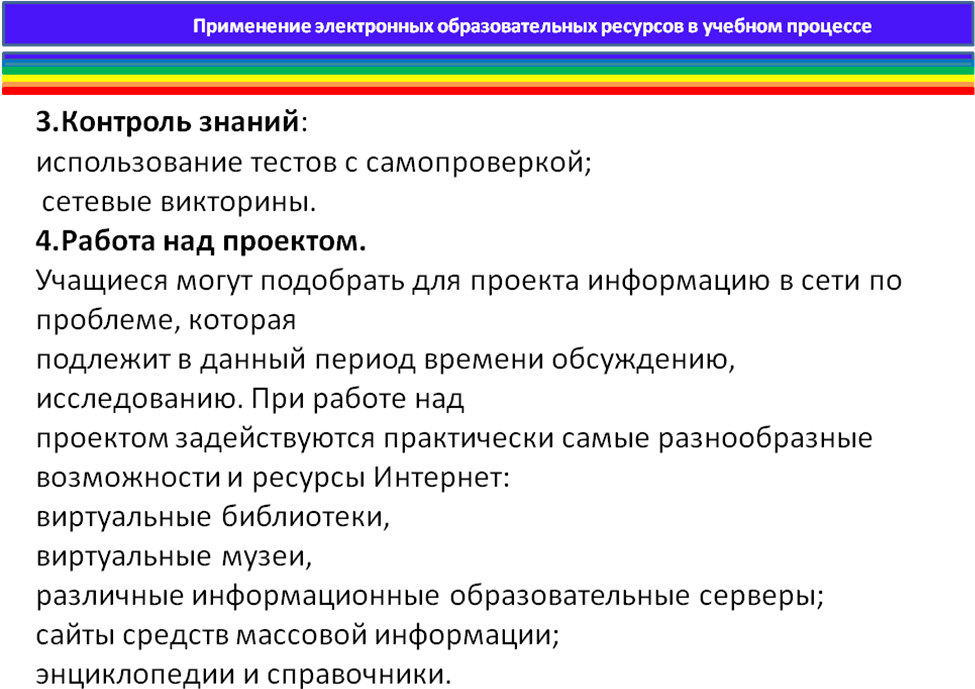 Применение электронных образовательных ресурсов в учебном процессе
3.Контроль знаний:
использование тестов с самопроверкой;
сетевые викторины.
4.Работа над проектом.
Учащиеся могут подобрать для проекта информацию в сети по
проблеме, которая
подлежит в данный период времени обсуждению,
исследованию. При работе над
проектом задействуются практически самые разнообразные
возможности и ресурсы Интернет:
виртуальные библиотеки,
виртуальные музеи,
различные информационные образовательные серверы;
сайты средств массовой информации;
энциклопедии и справочники.